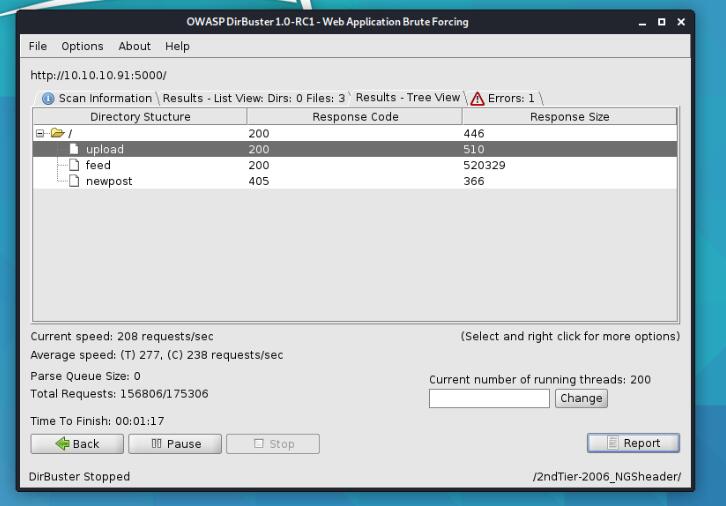 OWASP DirBuster 1.0-RC1 - Web Application Brute Forcing
File Options About Help
http://10.10.10.91:5000/
Scan Information Results - List View: Dirs: 0 Files: 3 Results - Tree View Errors: 1
Directory Stucture Response Code Response Size
/ 200 446
upload 200 510
feed 200 520329
newpost 405 366
Current speed: 208 requests/sec (Select and right click for more options)
Average speed: (T) 277, (C) 238 requests/sec
Parse Queue Size: 0 Current number of running threads: 200
Total Requests: 156806/175306 Change
Time To Finish: 00:01:17
Back Pause Stop Report
DirBuster Stopped /2ndTier-2006_NGSheader/